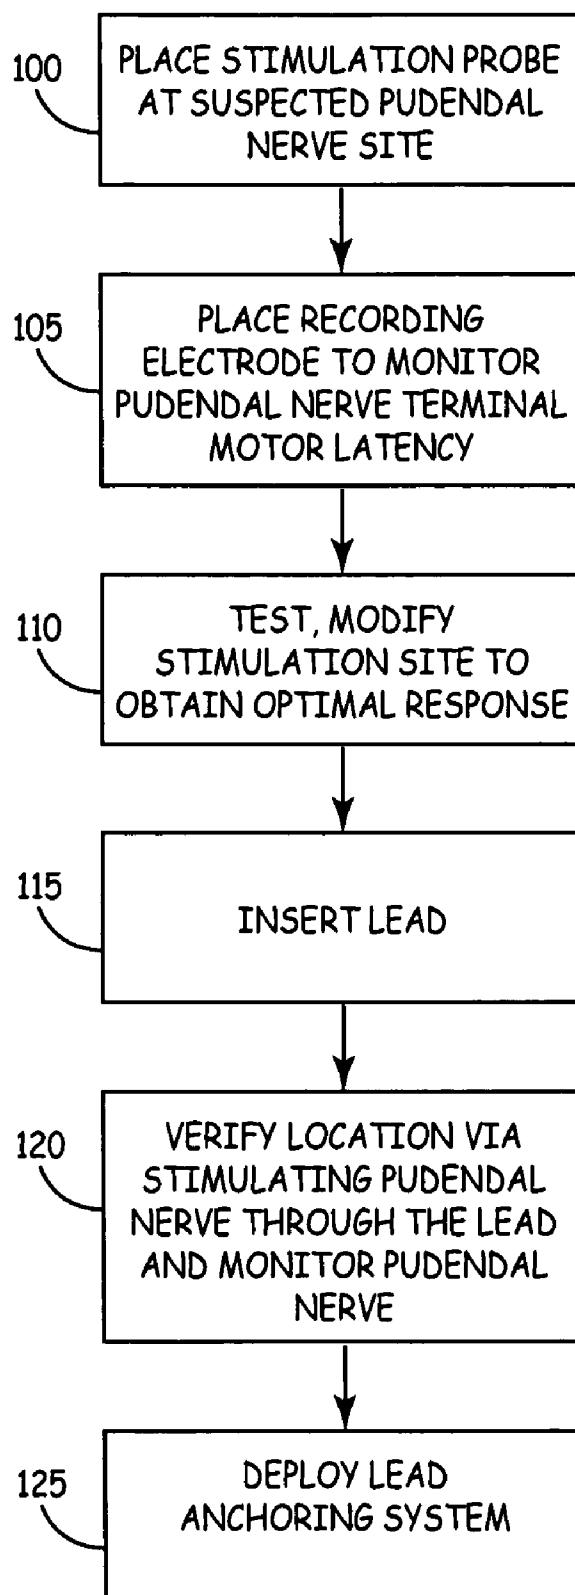 100
PLACE STIMULATION PROBE
AT SUSPECTED PUDENDAL
NERVE SITE
105
PLACE RECORDING
ELECTRODE TO MONITOR
PUDENDAL NERVE TERMINAL
MOTOR LATENCY
110
TEST, MODIFY
STIMULATION SITE TO
OBTAIN OPTIMAL RESPONSE
115
INSERT LEAD
120
VERIFY LOCATION VIA
STIMULATING PUDENDAL
NERVE THROUGH THE LEAD
AND MONITOR PUDENDAL
NERVE
125
DEPLOY LEAD
ANCHORING SYSTEM